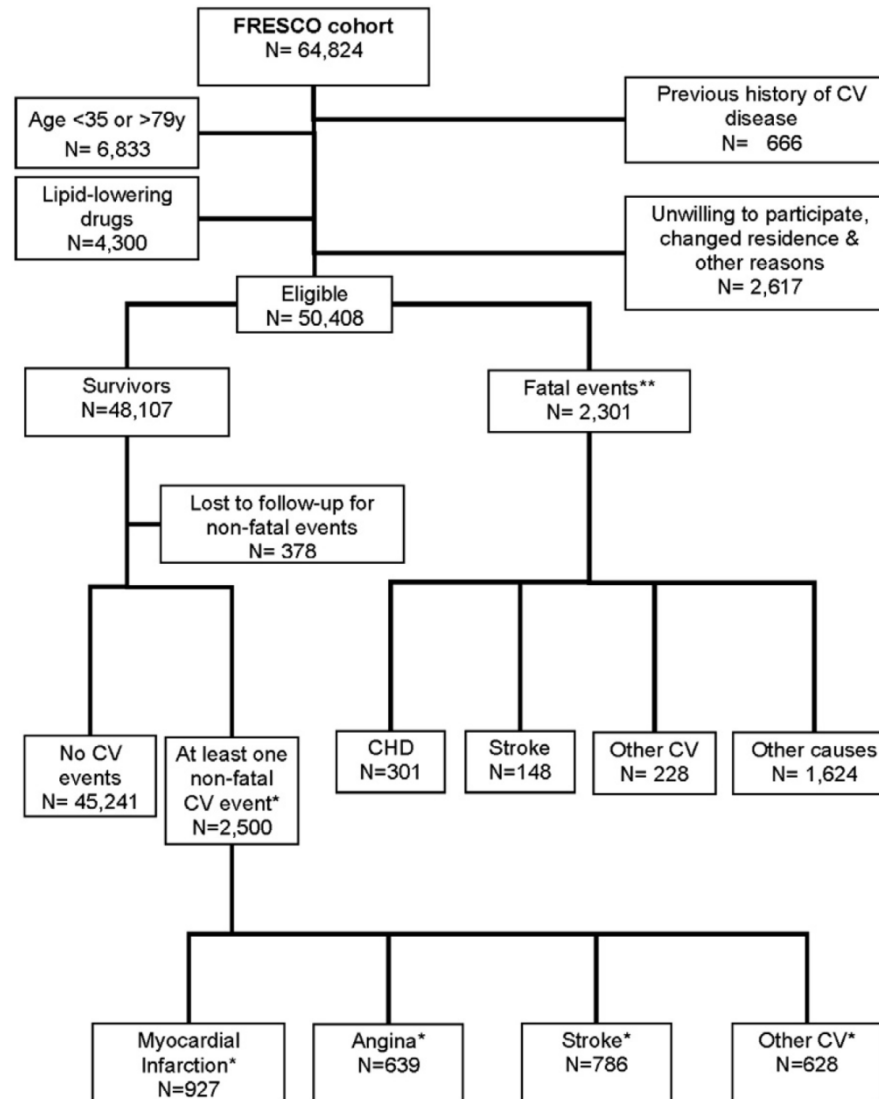 FRESCO cohort
N= 64,824
Age <35 or >79y
N= 6,833
Previous history of CV
disease
N= 666
Lipid-lowering
drugs
N=4,300
Unwilling to participate,
changed residence &
other reasons
N= 2,617
Eligible
N= 50,408
Survivors
N=48,107
Fatal events**
N= 2,301
Lost to follow-up for
non-fatal events
N= 378
No CV
events
N= 45,241
At least one
non-fatal
CV event*
N=2,500
CHD
N=301
Stroke
N=148
Other CV
N= 228
Other causes
N= 1,624
Myocardial
Infarction*
N=927
Angina*
N=639
Stroke*
N=786
Other CV*
N=628